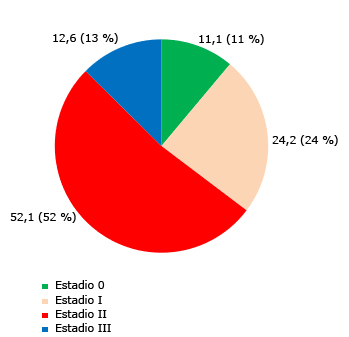 12,6 (13 %)
11,1 (11 %)
24,2 (24 %)
52,1 (52 %)
Estadio 0
Estadio I
Estadio II
Estadio III